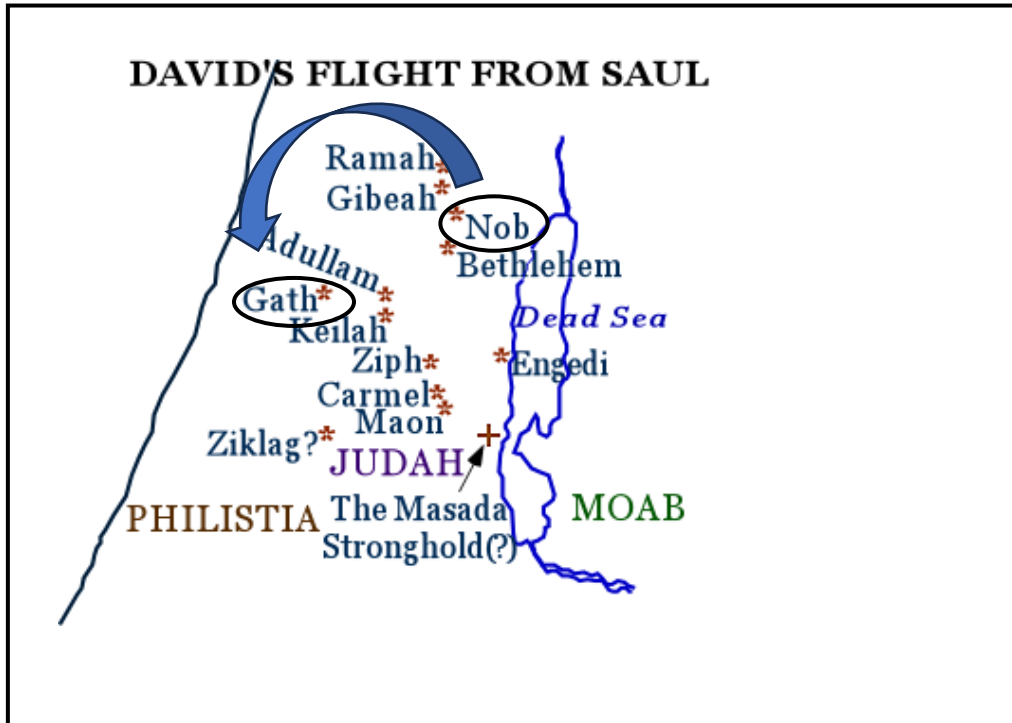 DAVID'S FLIGHT FROM SAUL
Ramah
Gibeah
Nob
Bethlehem
Adullam
Gath
Keilah
Dead Sea
Ziph
Engedi
Carmel
Maon
Ziklag?
JUDAH
PHILISTIA
The Masada
Stronghold(?)
MOAB